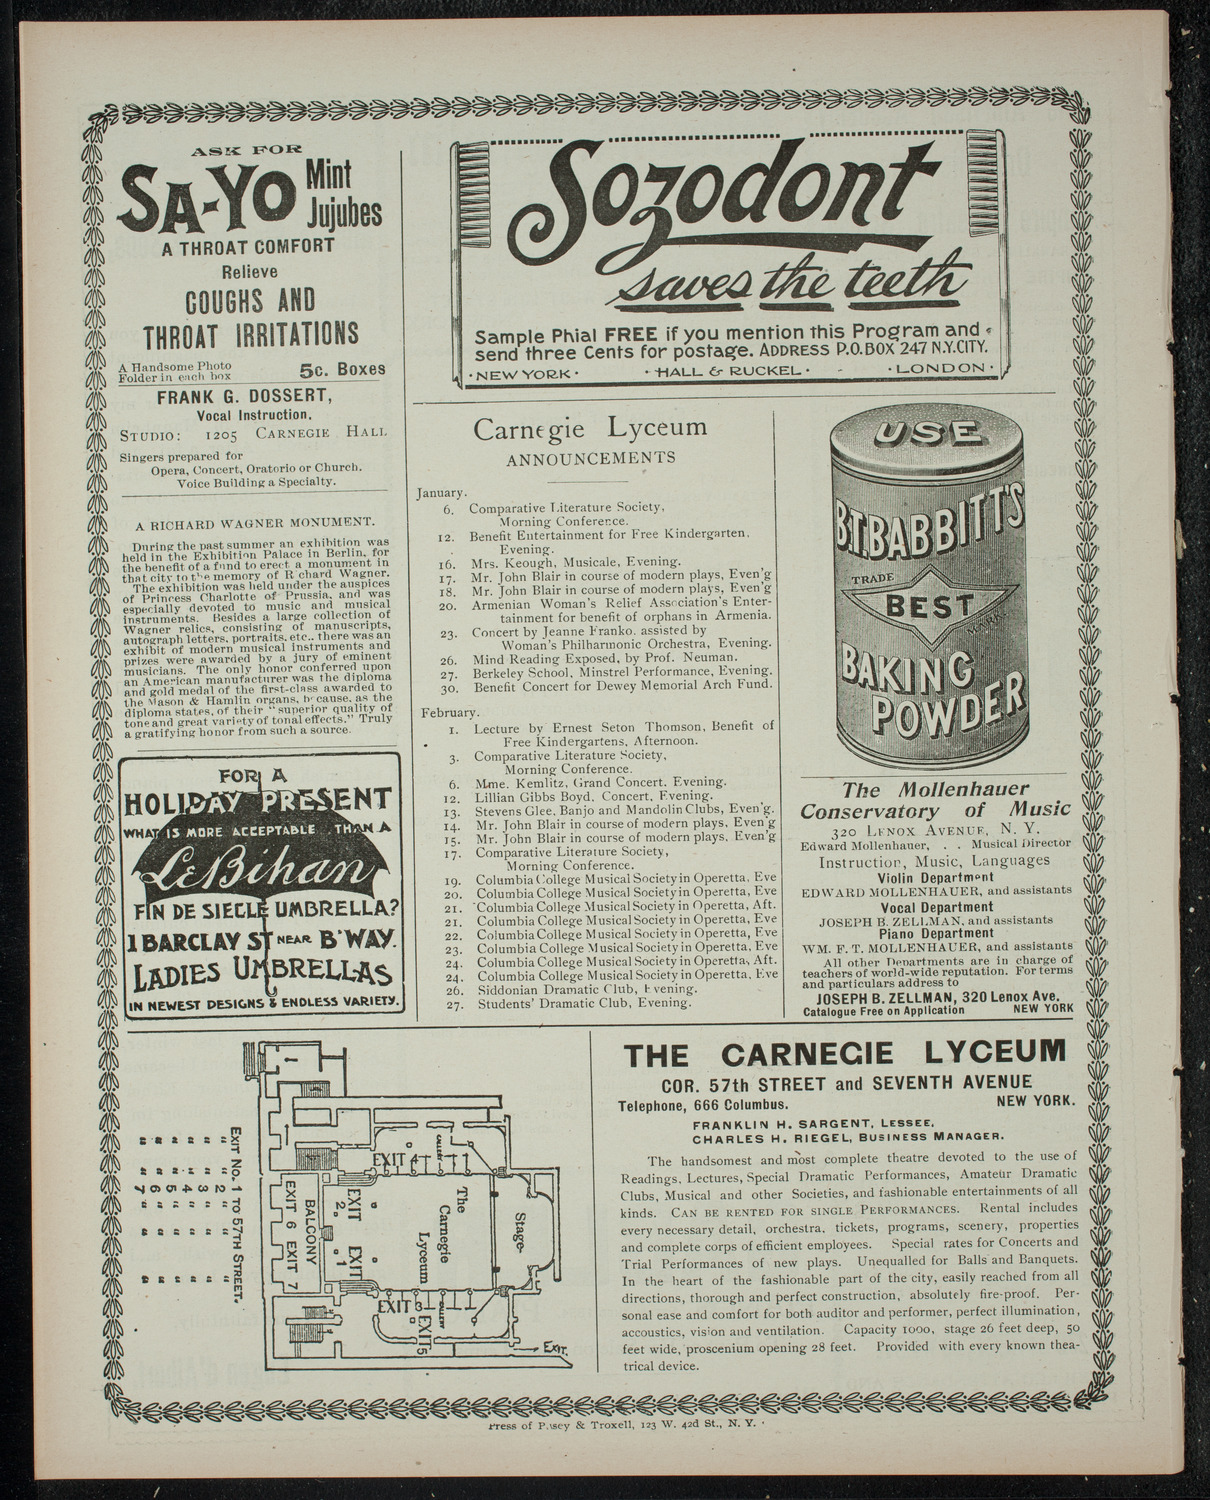 ASK FOR
SA-YO Mint
Jujubes
A THROAT COMFORT
Relieve
COUGHS AND
THROAT IRRITATIONS
A Handsome Photo
Folder in each box
5c. Boxes
FRANK G. DOSSERT,
Vocal Instruction.
STUDIO: 1205 CARNEGIE HALL
Singers prepared for
Opera, Concert, Oratorio or Church.
Voice Building a Specialty.
A RICHARD WAGNER MONUMENT.
During the past summer an exhibition was
held in the Exhibition Palace in Berlin, for
the benefit of a fund to erect a monument in
that city to the memory of R chard Wagner.
The exhibition was held under the auspices
of Princess Charlotte of Prussia, and was
especially devoted to music and musical
instruments. Besides a large collection of
Wagner relics, consisting of manuscripts,
autograph letters, portraits, etc., there was an
exhibit of modern musical instruments and
prizes were awarded by a jury of eminent
musicians. The only honor conferred upon
an American manufacturer was the diploma
and gold medal of the first-class awarded to
the Mason & Hamlin organs, b cause, as the
diploma states, of their "superior quality of
tone and great variety of tonal effects." Truly
a gratifying honor from such a source.
FOR A
HOLIDAY PRESENT
WHAT IS MORE ACCEPTABLE THAN A
LeBihan
FIN DE SIECLE UMBRELLA?
1 BARCLAY ST NEAR B'WAY.
LADIES UMBRELLAS
IN NEWEST DESIGNS & ENDLESS VARIETY.
Sozodont
saves the teeth
Sample Phial FREE if you mention this Program and
send three Cents for postage. ADDRESS P.O. BOX 247 N.Y. CITY.
· NEW YORK · · HALL & RUCKEL · - · LONDON ·
Carnegie Lyceum
ANNOUNCEMENTS
January.
6. Comparative Literature Society,
Morning Conference.
12. Benefit Entertainment for Free Kindergarten,
Evening.
16. Mrs. Keough, Musicale, Evening.
17. Mr. John Blair in course of modern plays, Even'g
18. Mr. John Blair in course of modern plays, Even'g
20. Armenian Woman's Relief Association's Enter-
tainment for benefit of orphans in Armenia.
23. Concert by Jeanne Franko, assisted by
Woman's Philharmonic Orchestra, Evening.
26. Mind Reading Exposed, by Prof. Neuman.
27. Berkeley School, Minstrel Performance, Evening.
30. Benefit Concert for Dewey Memorial Arch Fund.
February.
1. Lecture by Ernest Seton Thomson, Benefit of
Free Kindergartens, Afternoon.
3. Comparative Literature Society,
Morning Conference.
6. Mme. Kemlitz, Grand Concert, Evening.
12. Lillian Gibbs Boyd, Concert, Evening.
13. Stevens Glee, Banjo and Mandolin Clubs, Even'g.
14. Mr. John Blair in course of modern plays, Even'g
15. Mr. John Blair in course of modern plays, Even'g
17. Comparative Literature Society,
Morning Conference.
19. Columbia College Musical Society in Operetta, Eve
20. Columbia College Musical Society in Operetta, Eve
21. Columbia College Musical Society in Operetta, Aft.
21. Columbia College Musical Society in Operetta, Eve
22. Columbia College Musical Society in Operetta, Eve
23. Columbia College Musical Society in Operetta, Eve
24. Columbia College Musical Society in Operetta, Aft.
24. Columbia College Musical Society in Operetta, Eve
26. Siddonian Dramatic Club, Evening.
27. Students' Dramatic Club, Evening.
USE
B.T. BABBITT'S
TRADE
BEST
MARK
BAKING
POWDER
The Mollenhauer
Conservatory of Music
320 LENOX AVENUE, N. Y.
Edward Mollenhauer, . . Musical Director
Instruction, Music, Languages
Violin Department
EDWARD MOLLENHAUER, and assistants
Vocal Department
JOSEPH B. ZELLMAN, and assistants
Piano Department
WM. F. T. MOLLENHAUER, and assistants
All other Departments are in charge of
teachers of world-wide reputation. For terms
and particulars address to
JOSEPH B. ZELLMAN, 320 Lenox Ave.
Catalogue Free on Application NEW YORK
EXIT No. 1 TO 57TH STREET.
" " 2 " " "
" " 3 " " "
" " 4 " " "
" " 5 " " "
" " 6 " " "
" " 7 " " "
EXIT 4
GALLERY
EXIT 2
EXIT 1
BALCONY
EXIT 6
EXIT 7
The
Carnegie
Lyceum
Stage
EXIT 3
GALLERY
EXIT 5
EXIT.
THE CARNEGIE LYCEUM
COR. 57th STREET and SEVENTH AVENUE
Telephone, 666 Columbus. NEW YORK.
FRANKLIN H. SARGENT, LESSEE,
CHARLES H. RIEGEL, BUSINESS MANAGER.
The handsomest and most complete theatre devoted to the use of
Readings, Lectures, Special Dramatic Performances, Amateur Dramatic
Clubs, Musical and other Societies, and fashionable entertainments of all
kinds. CAN BE RENTED FOR SINGLE PERFORMANCES. Rental includes
every necessary detail, orchestra, tickets, programs, scenery, properties
and complete corps of efficient employees. Special rates for Concerts and
Trial Performances of new plays. Unequalled for Balls and Banquets.
In the heart of the fashionable part of the city, easily reached from all
directions, thorough and perfect construction, absolutely fire-proof. Per-
sonal ease and comfort for both auditor and performer, perfect illumination,
accoustics, vision and ventilation. Capacity 1000, stage 26 feet deep, 50
feet wide, proscenium opening 28 feet. Provided with every known thea-
trical device.
Press of Pusey & Troxell, 123 W. 42d St., N. Y.